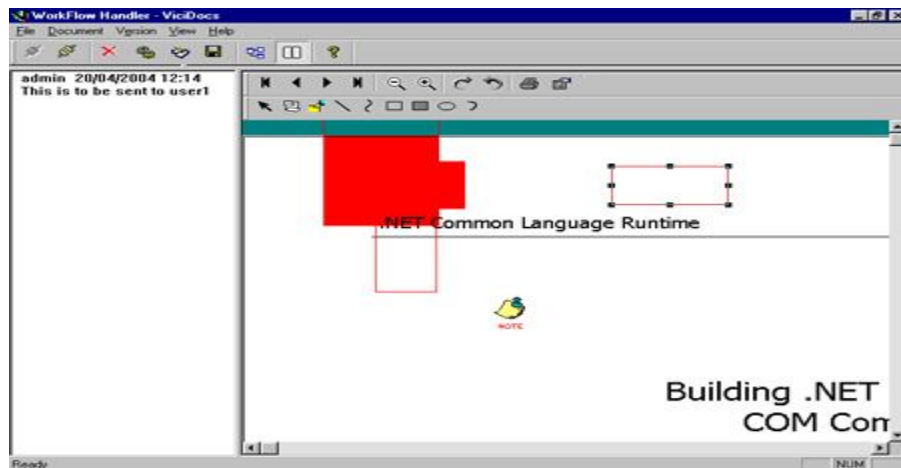 WorkFlow Handler - ViciDocs
File Document Version View Help
admin 20/04/2004 12:14
This is to be sent to user1
.NET Common Language Runtime
NOTE
Building .NET
COM Com
Ready NUM